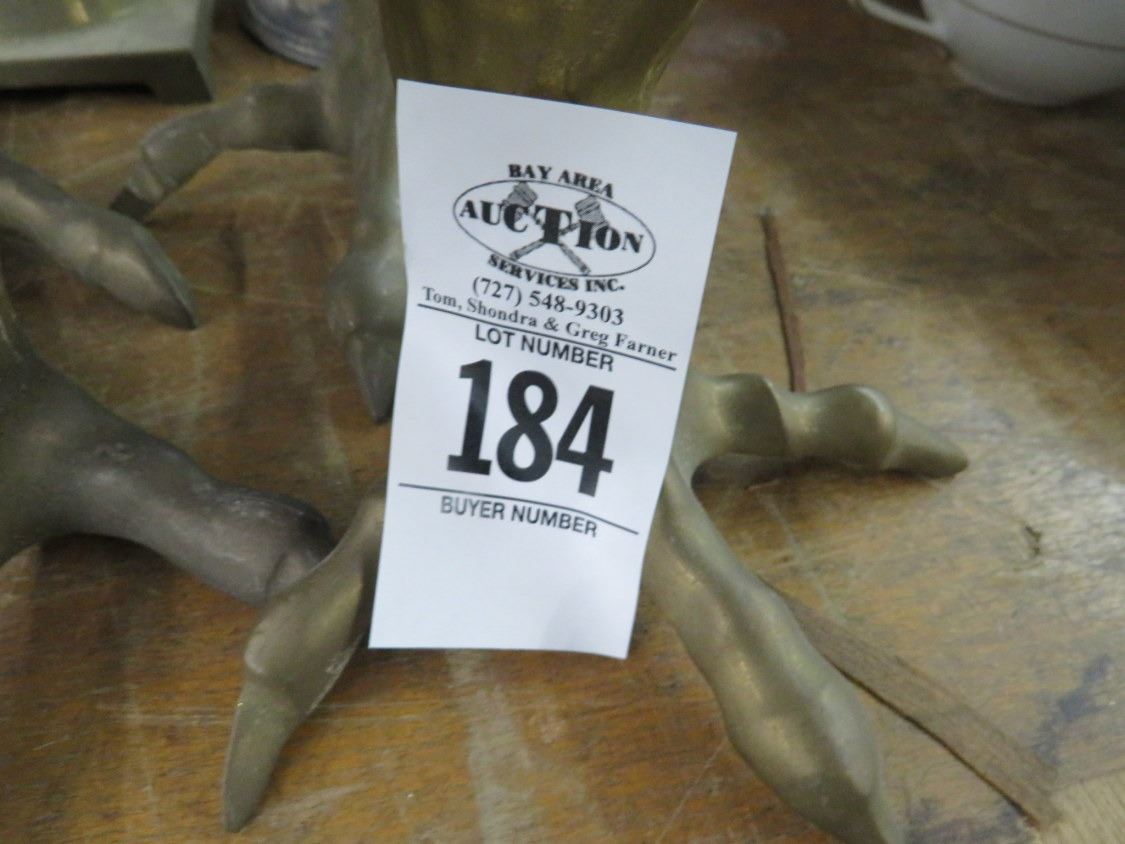 BAY AREA
AUCTION
SERVICES INC.
(727) 548-9303
Tom, Shondra & Greg Farner
LOT NUMBER
184
BUYER NUMBER